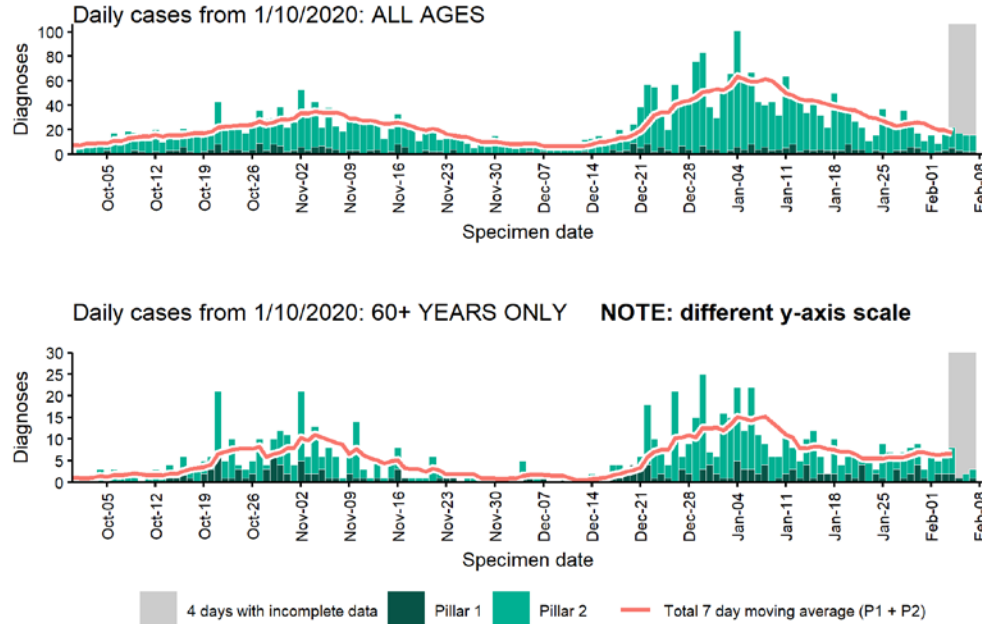 Daily cases from 1/10/2020: ALL AGES
Diagnoses
100
80
60
40
20
0
Oct-05
Oct-12
Oct-19
Oct-26
Nov-02
Nov-09
Nov-16
Nov-23
Nov-30
Dec-07
Dec-14
Dec-21
Dec-28
Jan-04
Jan-11
Jan-18
Jan-25
Feb-01
Feb-08
Specimen date
Daily cases from 1/10/2020: 60+ YEARS ONLY NOTE: different y-axis scale
Diagnoses
30
25
20
15
10
5
0
Oct-05
Oct-12
Oct-19
Oct-26
Nov-02
Nov-09
Nov-16
Nov-23
Nov-30
Dec-07
Dec-14
Dec-21
Dec-28
Jan-04
Jan-11
Jan-18
Jan-25
Feb-01
Feb-08
Specimen date
4 days with incomplete data Pillar 1 Pillar 2 Total 7 day moving average (P1 + P2)